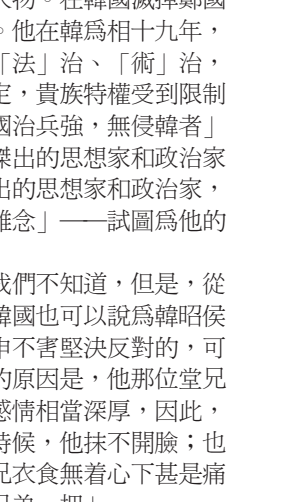 人物。在韓國滅掉鄭國
。他在韓爲相十九年，
「法」治、「術」治，
定，貴族特權受到限制
國治兵強，無侵韓者」
傑出的思想家和政治家
出的思想家和政治家，
雜念」——試圖爲他的
我們不知道，但是，從
韓國也可以說爲韓昭侯
申不害堅決反對的，可
的原因是，他那位堂兄
感情相當深厚，因此，
時候，他抹不開臉；也
兄衣食無着心下甚是痛